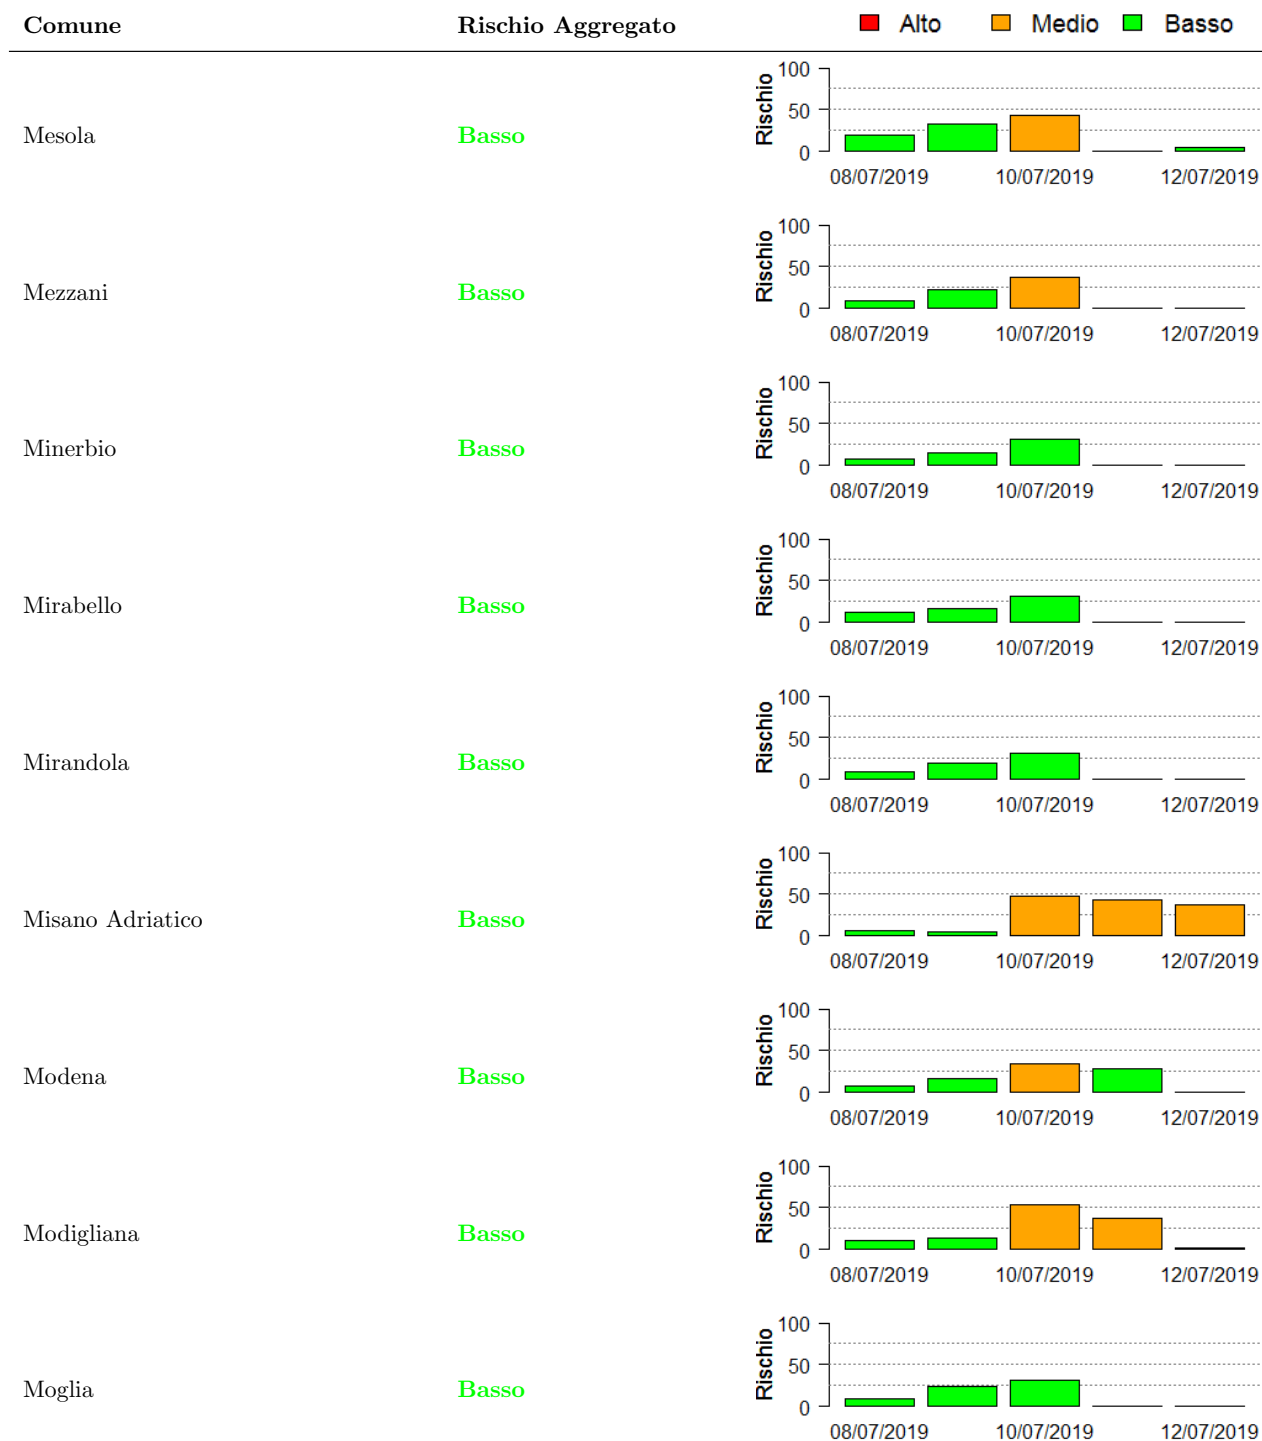 Comune Rischio Aggregato Alto Medio Basso
Mesola Basso
Rischio
100
50
0
08/07/2019 10/07/2019 12/07/2019
Mezzani Basso
Rischio
100
50
0
08/07/2019 10/07/2019 12/07/2019
Minerbio Basso
Rischio
100
50
0
08/07/2019 10/07/2019 12/07/2019
Mirabello Basso
Rischio
100
50
0
08/07/2019 10/07/2019 12/07/2019
Mirandola Basso
Rischio
100
50
0
08/07/2019 10/07/2019 12/07/2019
Misano Adriatico Basso
Rischio
100
50
0
08/07/2019 10/07/2019 12/07/2019
Modena Basso
Rischio
100
50
0
08/07/2019 10/07/2019 12/07/2019
Modigliana Basso
Rischio
100
50
0
08/07/2019 10/07/2019 12/07/2019
Moglia Basso
Rischio
100
50
0
08/07/2019 10/07/2019 12/07/2019